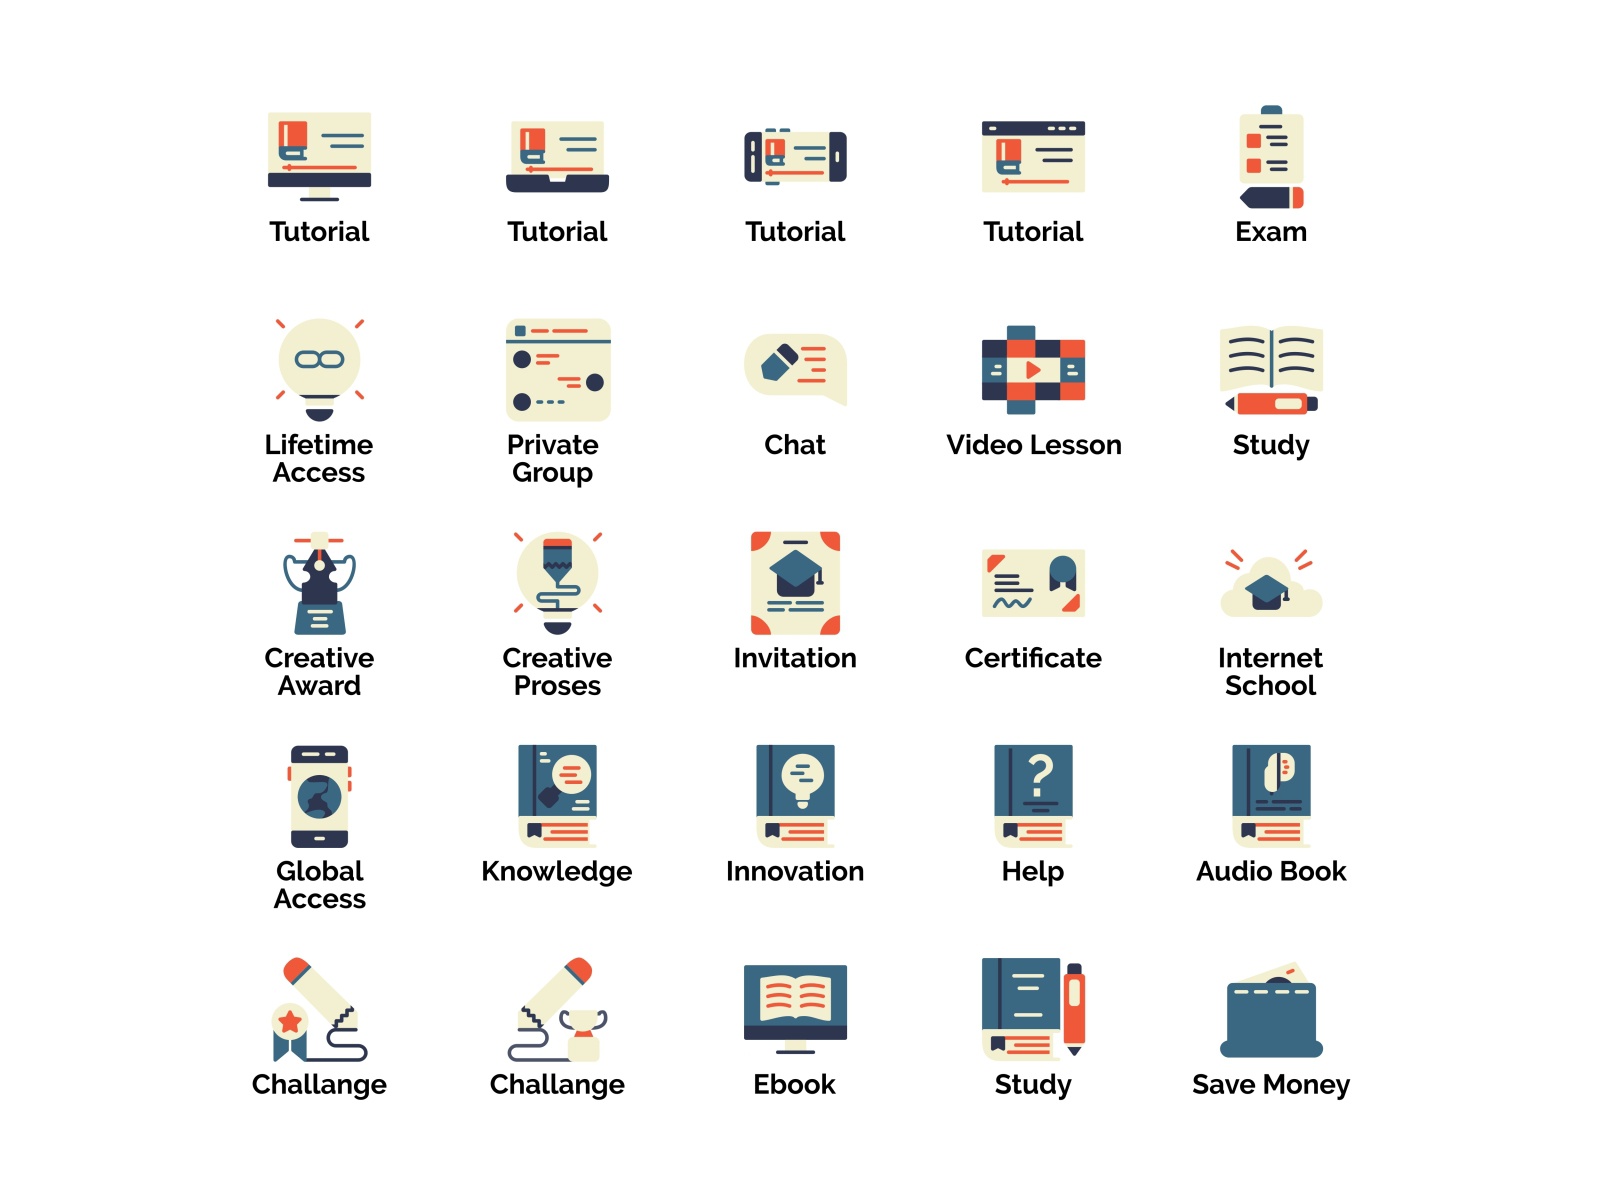 Tutorial
Tutorial
Tutorial
Tutorial
Exam
Lifetime
Access
Private
Group
Chat
Video Lesson
Study
Creative
Award
Creative
Proses
Invitation
Certificate
Internet
School
Global
Access
Knowledge
Innovation
?
Help
Audio Book
Challange
Challange
Ebook
Study
Save Money